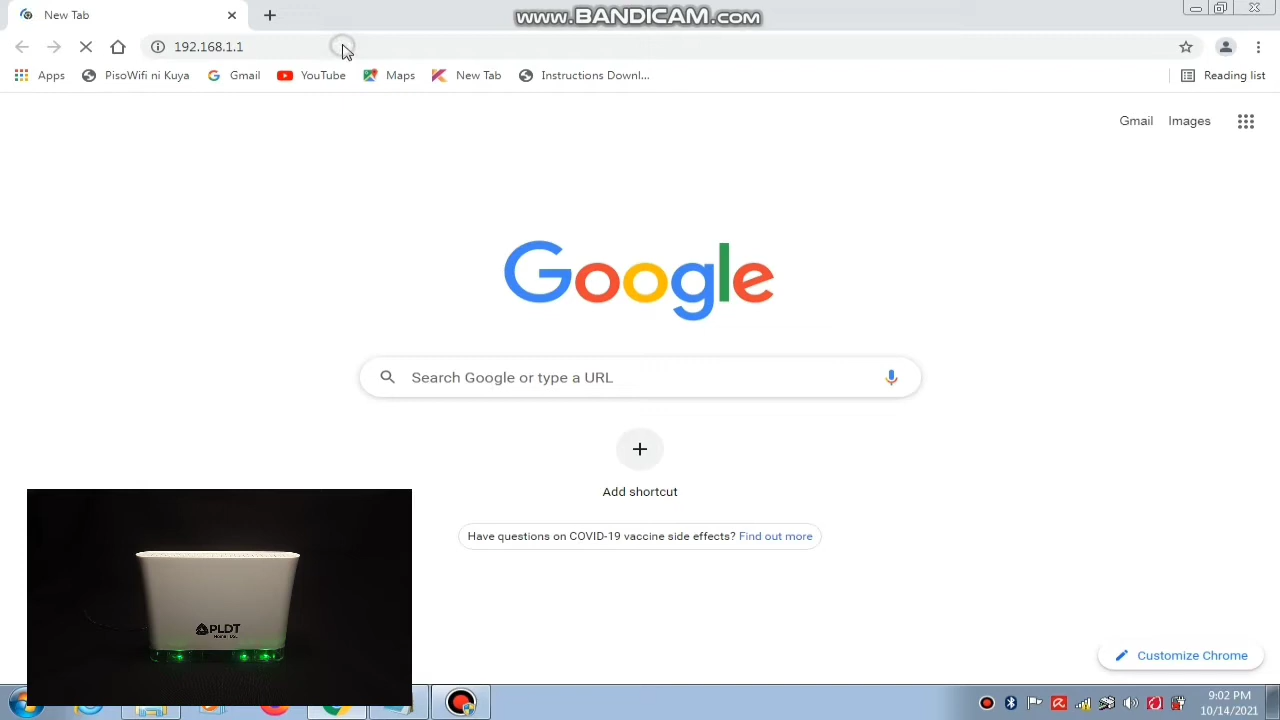 New Tab
www.BANDICAM.com
192.168.1.1
Apps PisoWifi ni Kuya Gmail YouTube Maps New Tab Instructions Downl... Reading list
Gmail Images
Google
Search Google or type a URL
Add shortcut
Have questions on COVID-19 vaccine side effects? Find out more
PLDT
Customize Chrome
9:02 PM
10/14/2021